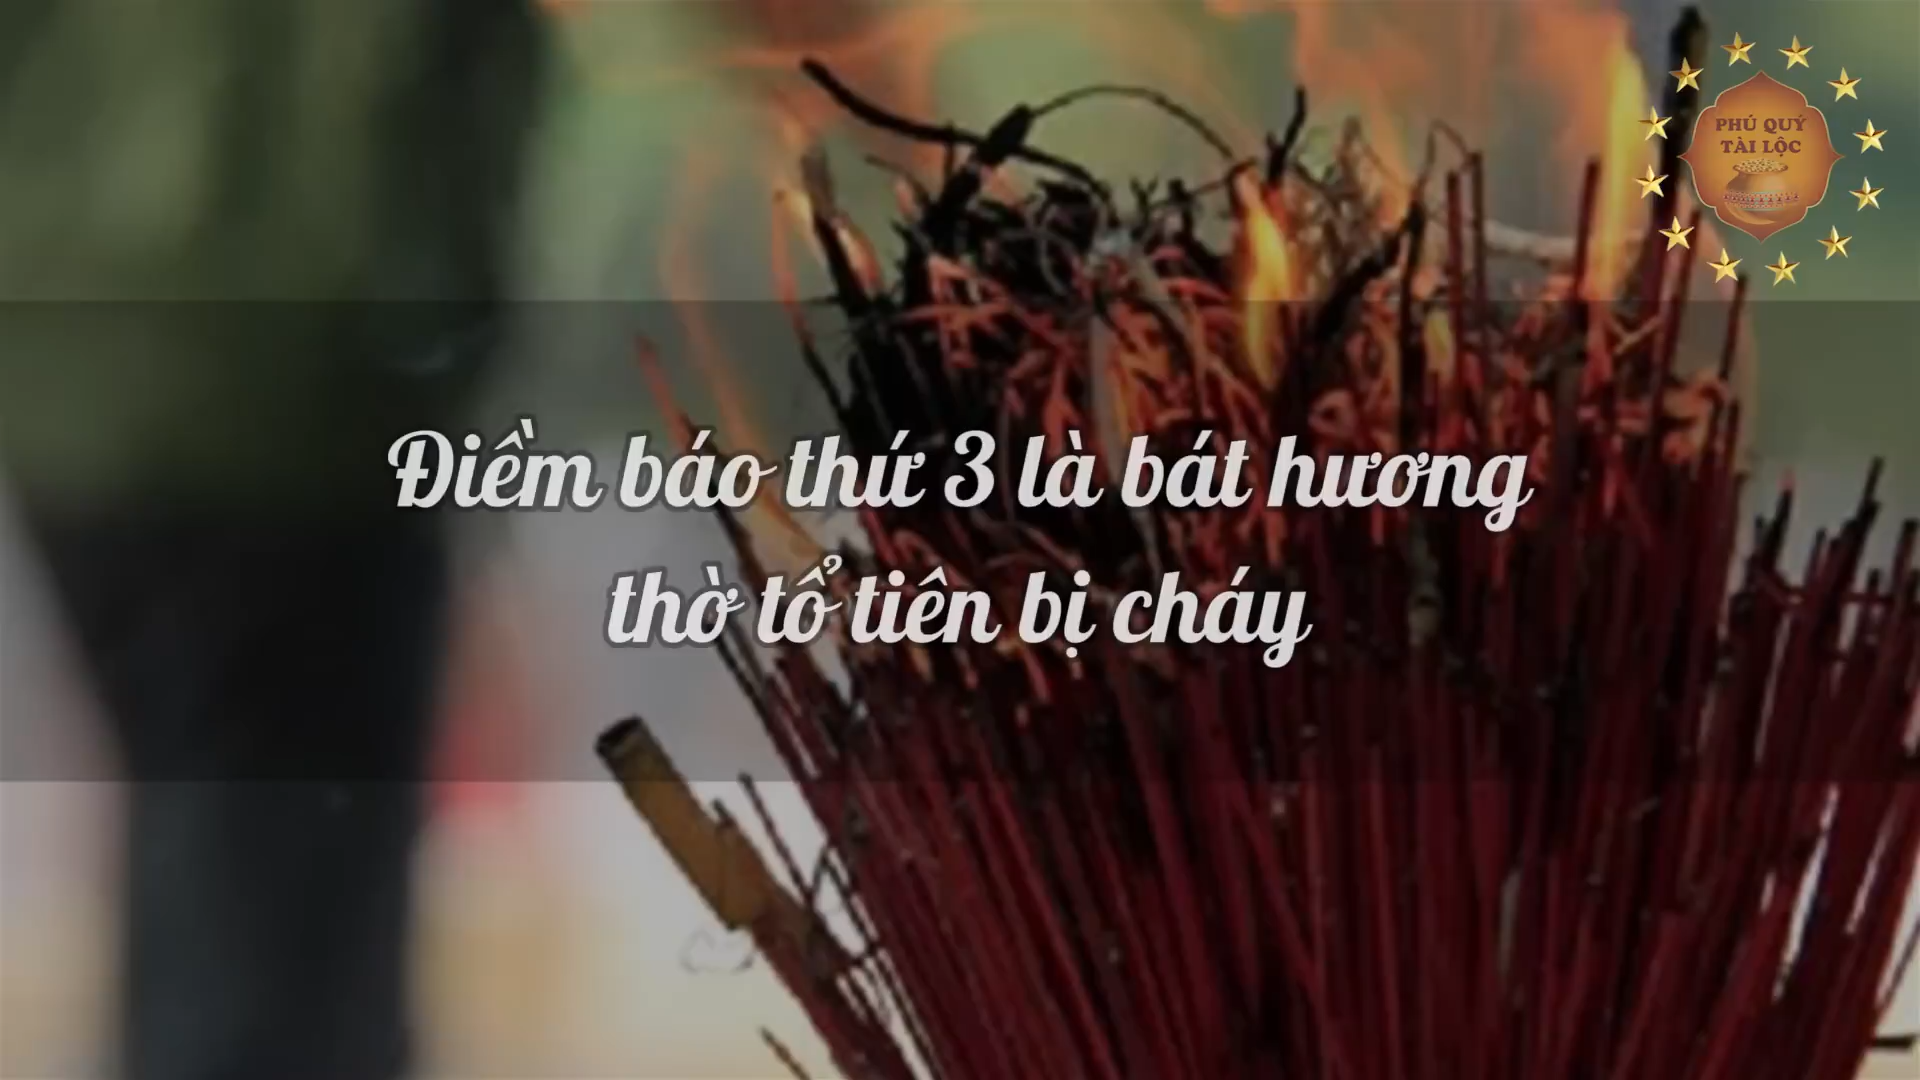 PHÚ QUÝ
TÀI LỘC
Điềm báo thứ 3 là bát hương
thờ tổ tiên bị cháy